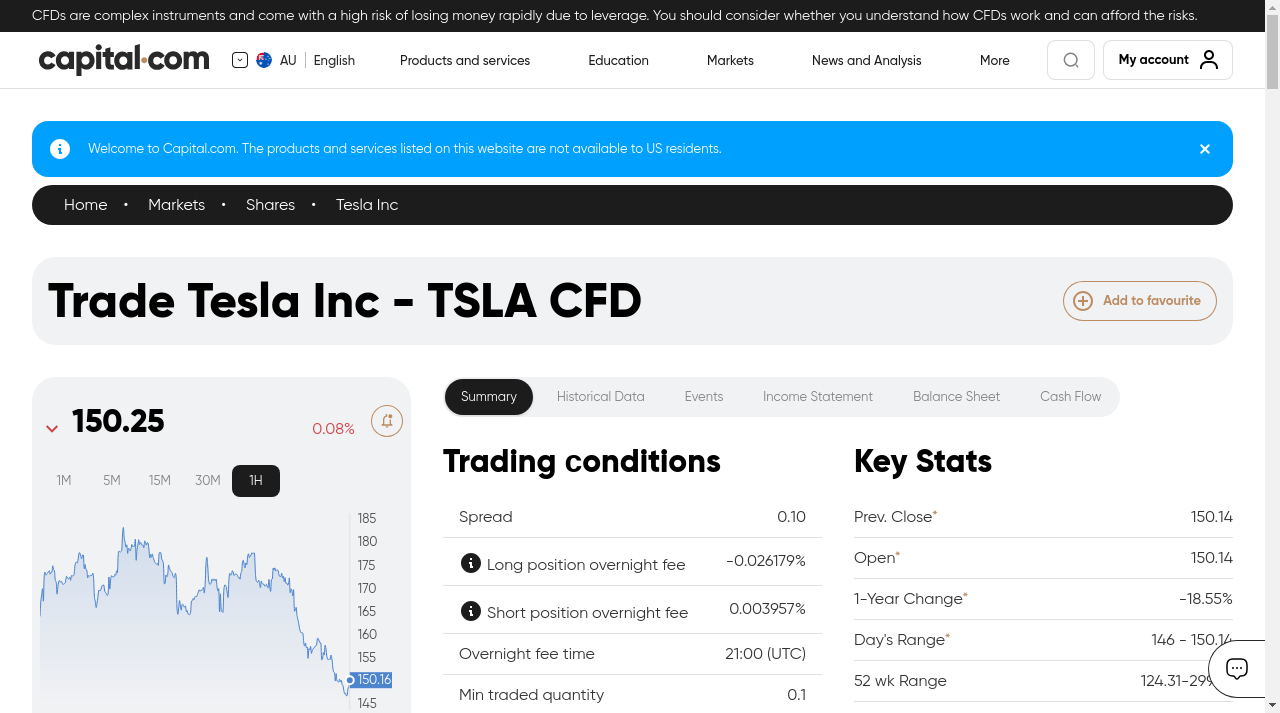 CFDs are complex instruments and come with a high risk of losing money rapidly due to leverage. You should consider whether you understand how CFDs work and can afford the risks.
capital.com
AU English
Products and services
Education
Markets
News and Analysis
More
My account
Welcome to Capital.com. The products and services listed on this website are not available to US residents.
Home • Markets • Shares • Tesla Inc
Trade Tesla Inc - TSLA CFD
Add to favourite
150.25
0.08%
1M 5M 15M 30M 1H
185
180
175
170
165
160
155
150.16
145
Summary Historical Data Events Income Statement Balance Sheet Cash Flow
Trading conditions
Spread 0.10
Long position overnight fee -0.026179%
Short position overnight fee 0.003957%
Overnight fee time 21:00 (UTC)
Min traded quantity 0.1
Key Stats
Prev. Close* 150.14
Open* 150.14
1-Year Change* -18.55%
Day's Range* 146 - 150.14
52 wk Range